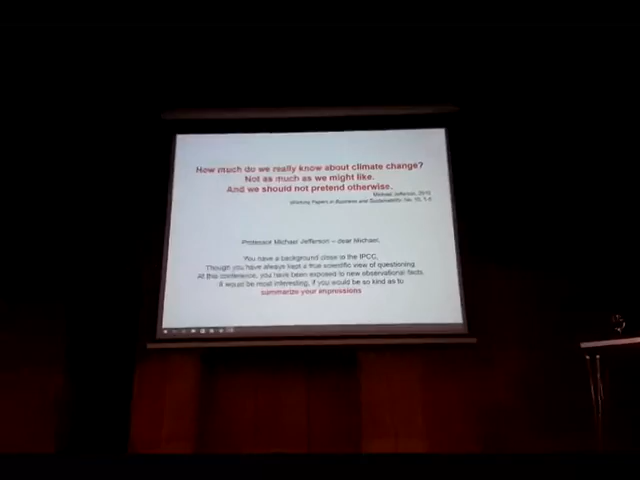 How much do we really know about climate change?
Not as much as we might like.
And we should not pretend otherwise.
Michael Jefferson, 2015
Working Papers in Business and Sustainability, No. 10, 1-6
Professor Michael Jefferson – dear Michael,
You have a background close to the IPCC,
Though you have always kept a true scientific view of questioning
At this conference, you have been exposed to new observational facts
It would be most interesting, if you would be so kind as to
summarize your impressions